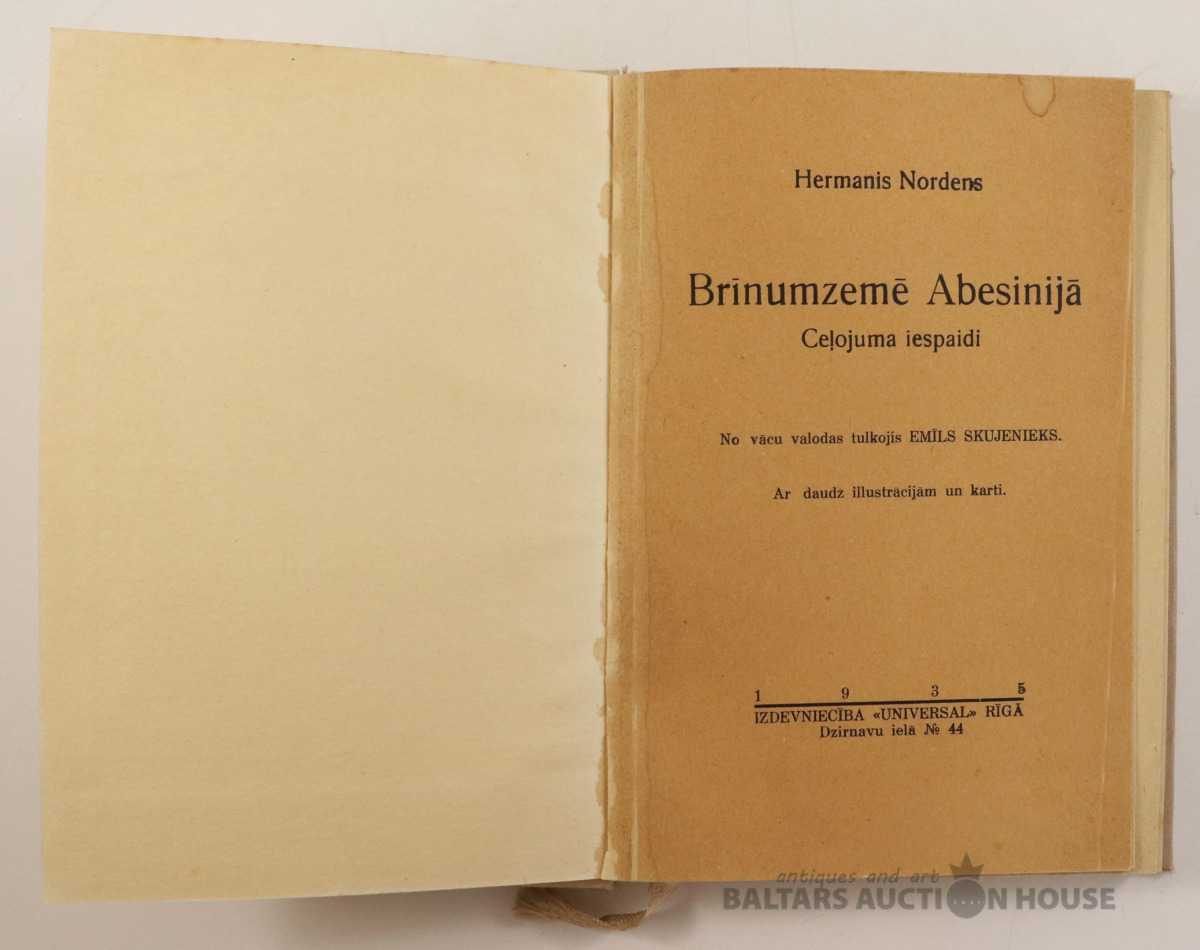 Hermanis Nordens
Brīnumzemē Abesinijā
Ceļojuma iespaidi
No vācu valodas tulkojis EMĪLS SKUJENIEKS.
Ar daudz illustrācijām un karti.
1 9 3 5
IZDEVNIECĪBA «UNIVERSAL» RĪGĀ
Dzirnavu ielā № 44
antiques and art
BALTARS AUCTION HOUSE